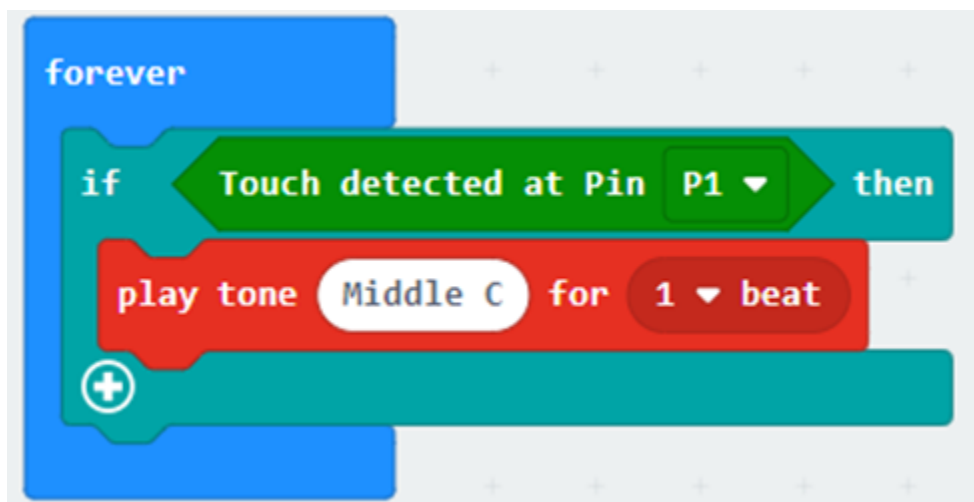 forever
if Touch detected at Pin P1 then
play tone Middle C for 1 beat